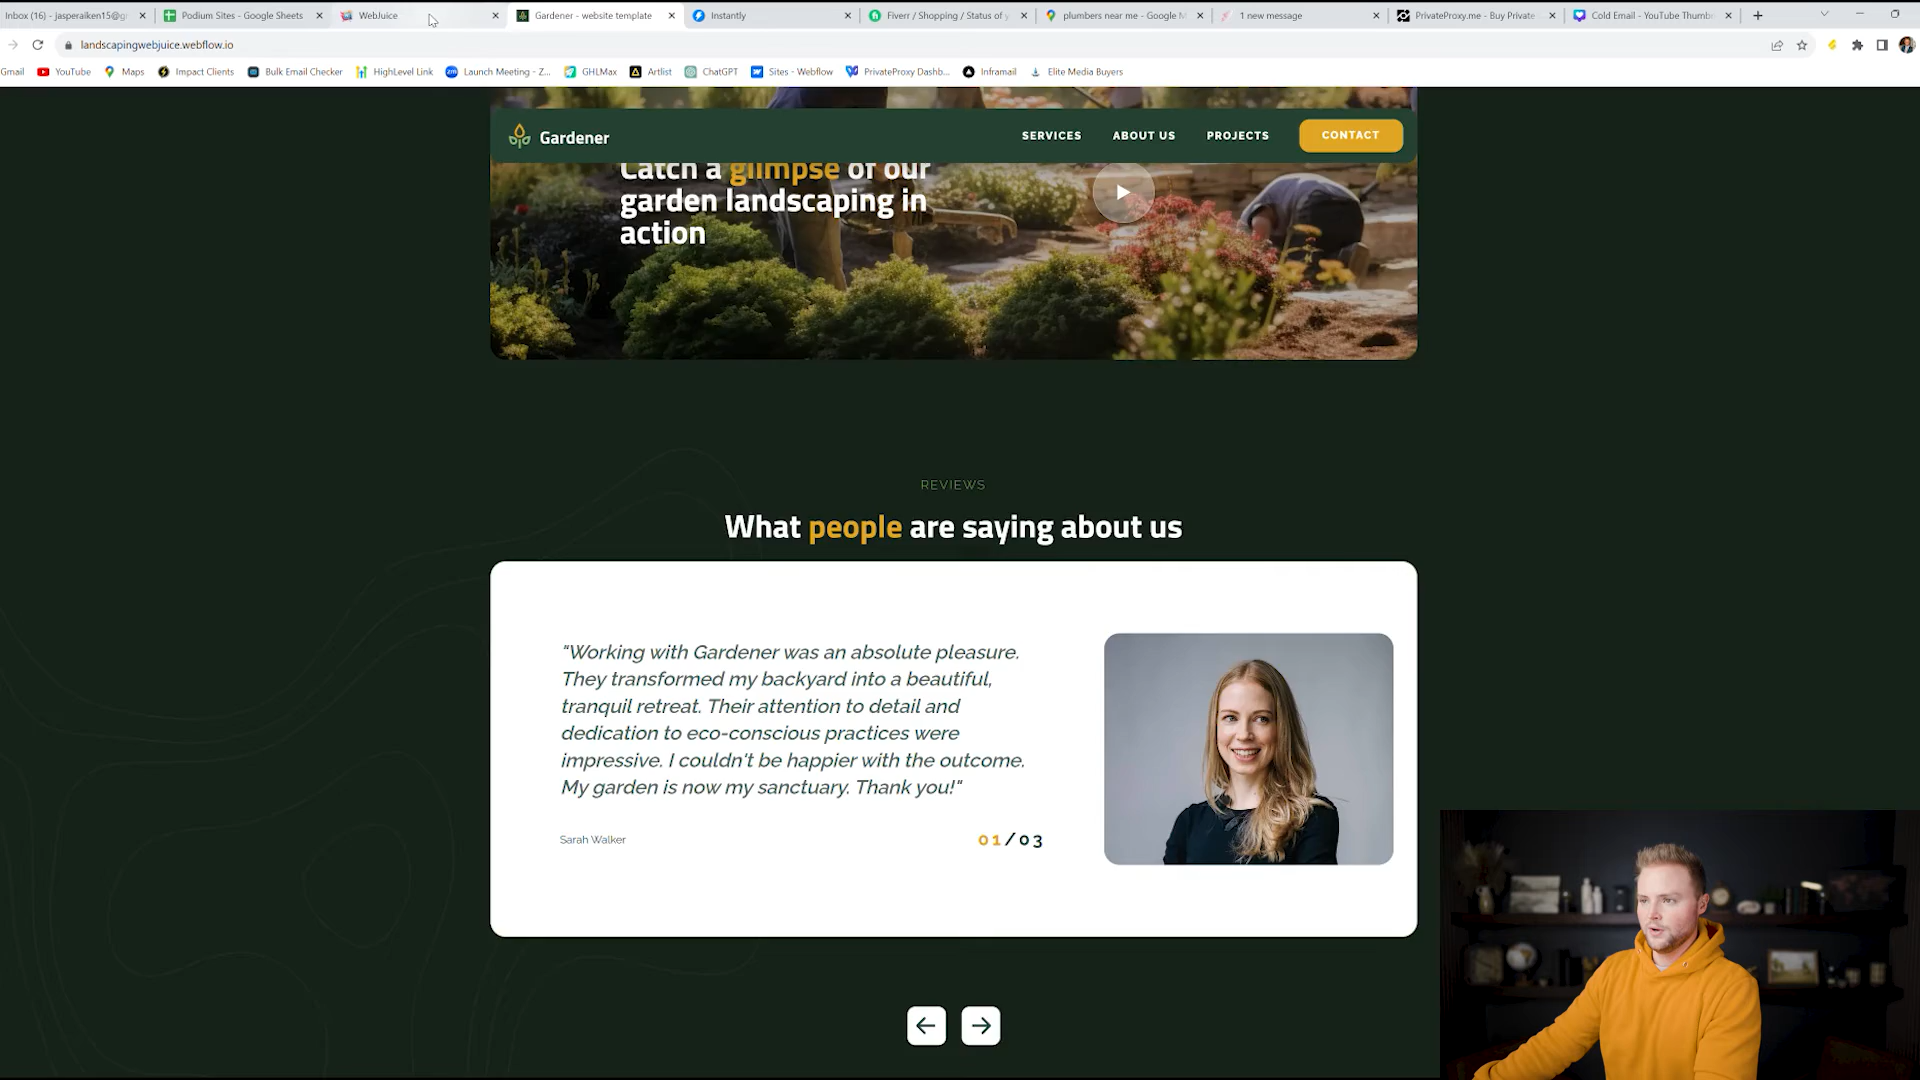 Inbox (16) - jasperaiken15@g
Podium Sites - Google Sheets
WebJuice
Gardener - website template
Instantly
Fiverr / Shopping / Status of y
plumbers near me - Google M
1 new message
PrivateProxy.me - Buy Private
Cold Email - YouTube Thumb
landscapingwebjuice.webflow.io
Gmail
YouTube
Maps
Impact Clients
Bulk Email Checker
HighLevel Link
Launch Meeting - Z...
GHLMax
Artlist
ChatGPT
Sites - Webflow
PrivateProxy Dashb...
Inframail
Elite Media Buyers
Gardener
SERVICES
ABOUT US
PROJECTS
CONTACT
Catch a glimpse of our
garden landscaping in
action
REVIEWS
What people are saying about us
"Working with Gardener was an absolute pleasure.
They transformed my backyard into a beautiful,
tranquil retreat. Their attention to detail and
dedication to eco-conscious practices were
impressive. I couldn't be happier with the outcome.
My garden is now my sanctuary. Thank you!"
Sarah Walker
01/03